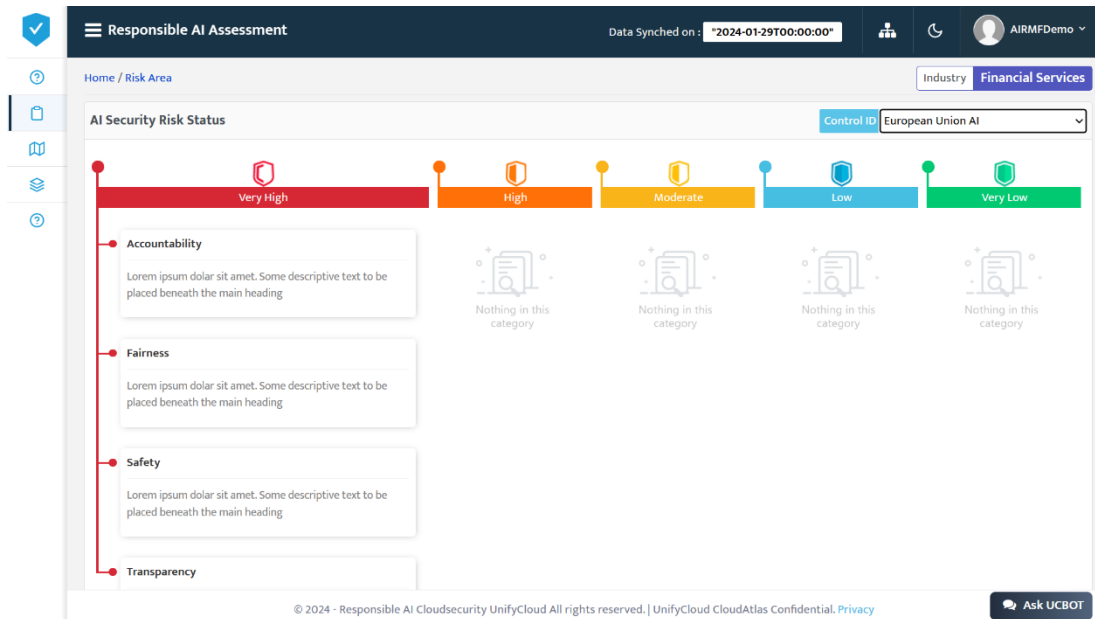 Responsible AI Assessment
Data Synched on : "2024-01-29T00:00:00"
AIRMFDemo
Home / Risk Area
Industry Financial Services
AI Security Risk Status
Control ID European Union AI
Very High
High
Moderate
Low
Very Low
Accountability
Lorem ipsum dolar sit amet. Some descriptive text to be
placed beneath the main heading
Nothing in this
category
Nothing in this
category
Nothing in this
category
Nothing in this
category
Fairness
Lorem ipsum dolar sit amet. Some descriptive text to be
placed beneath the main heading
Safety
Lorem ipsum dolar sit amet. Some descriptive text to be
placed beneath the main heading
Transparency
© 2024 - Responsible AI Cloudsecurity UnifyCloud All rights reserved. | UnifyCloud CloudAtlas Confidential. Privacy
Ask UCBOT